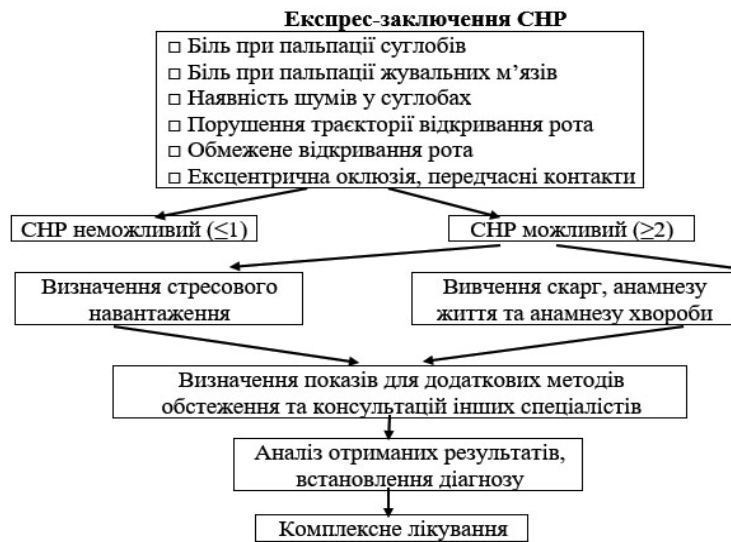 Експрес-заключення СНР
□ Біль при пальпації суглобів
□ Біль при пальпації жувальних м’язів
□ Наявність шумів у суглобах
□ Порушення траєкторії відкривання рота
□ Обмежене відкривання рота
□ Ексцентрична оклюзія, передчасні контакти
СНР неможливий (≤1)
СНР можливий (≥2)
Визначення стресового
навантаження
Вивчення скарг, анамнезу
життя та анамнезу хвороби
Визначення показів для додаткових методів
обстеження та консультацій інших спеціалістів
Аналіз отриманих результатів,
встановлення діагнозу
Комплексне лікування